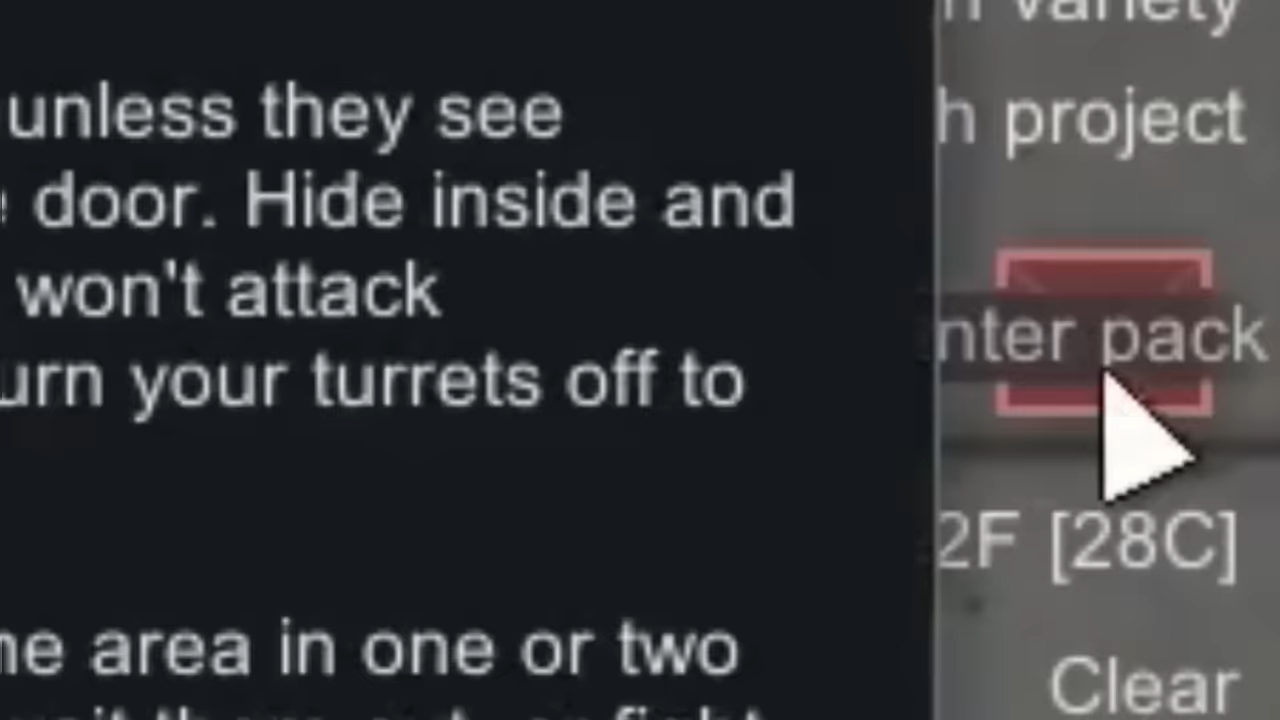 unless they see
door. Hide inside and
won't attack
urn your turrets off to
area in one or two
variety
project
nter pack
2F [28C]
Clear